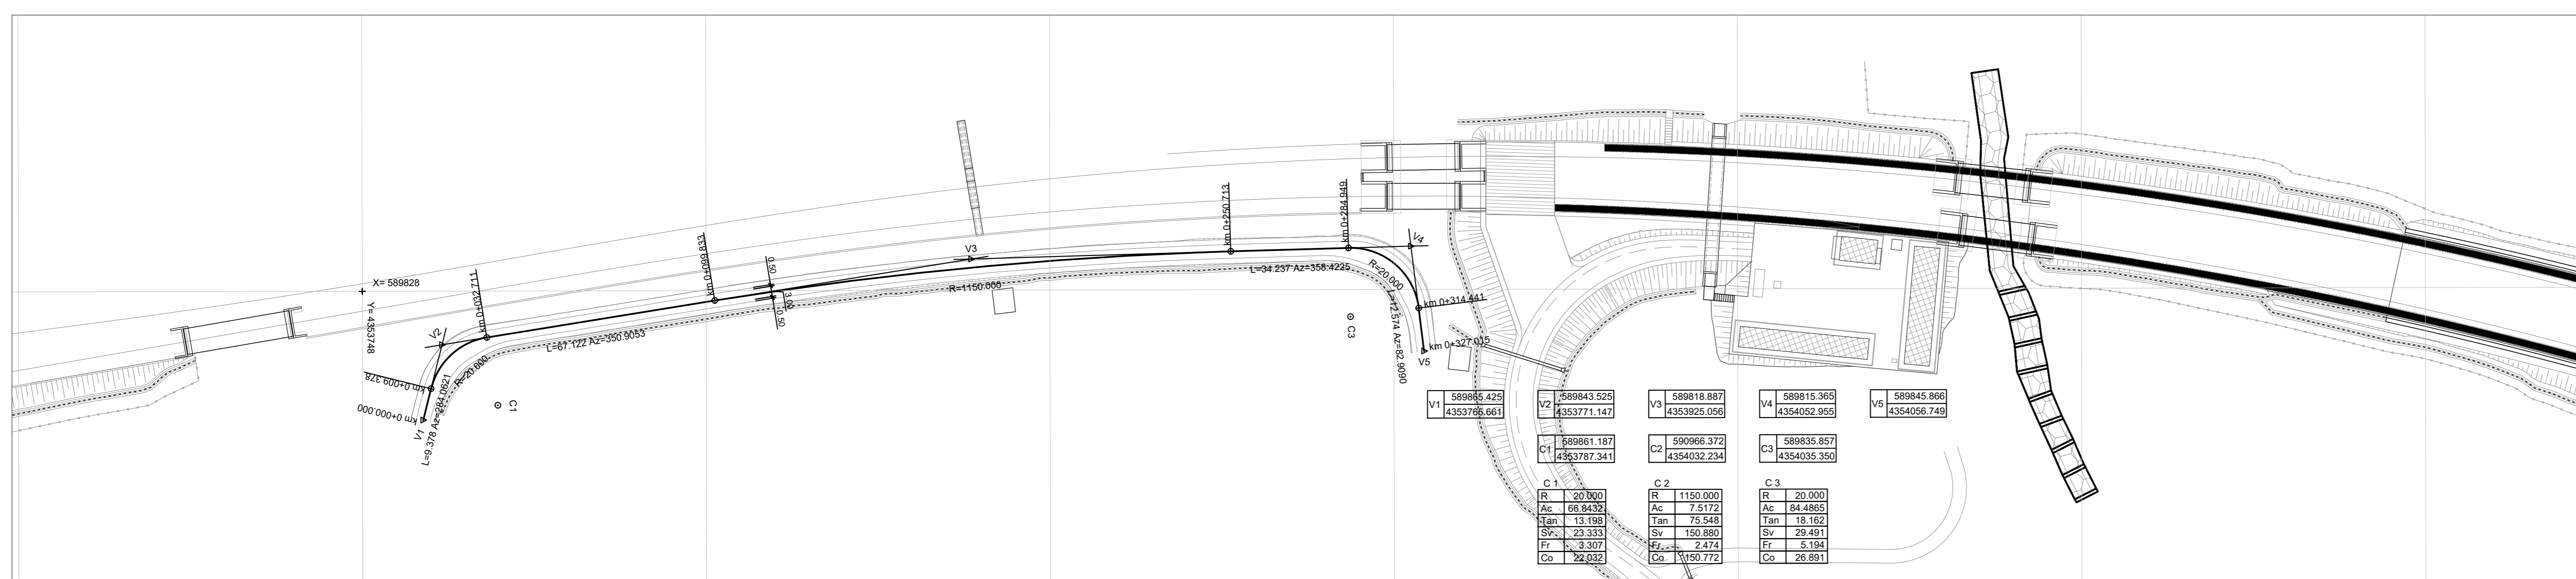 X= 589828
Y= 4353748
km 0+000.000
km 0+009.378
km 0+032.711
km 0+099.833
km 0+250.713
km 0+284.949
km 0+314.441
km 0+327.015
V1
V2
V3
V4
V5
L=9.378 Az=284.0621
R=20.000
L=67.122 Az=350.9053
0.50
3.00
0.50
R=1150.000
L=34.237 Az=358.4225
R=20.000
L=12.574 Az=82.9090
C1
C3
V1 589865.425
4353765.661
V2 589843.525
4353771.147
V3 589818.887
4353925.056
V4 589815.365
4354052.955
V5 589845.866
4354056.749
C1 589861.187
4353787.341
C2 590966.372
4354032.234
C3 589835.857
4354035.350
C 1
R 20.000
Ac 66.8432
Tan 13.198
Sv 23.333
Fr 3.307
Co 22.032
C 2
R 1150.000
Ac 7.5172
Tan 75.548
Sv 150.880
Fr 2.474
Co 150.772
C 3
R 20.000
Ac 84.4865
Tan 18.162
Sv 29.491
Fr 5.194
Co 26.891